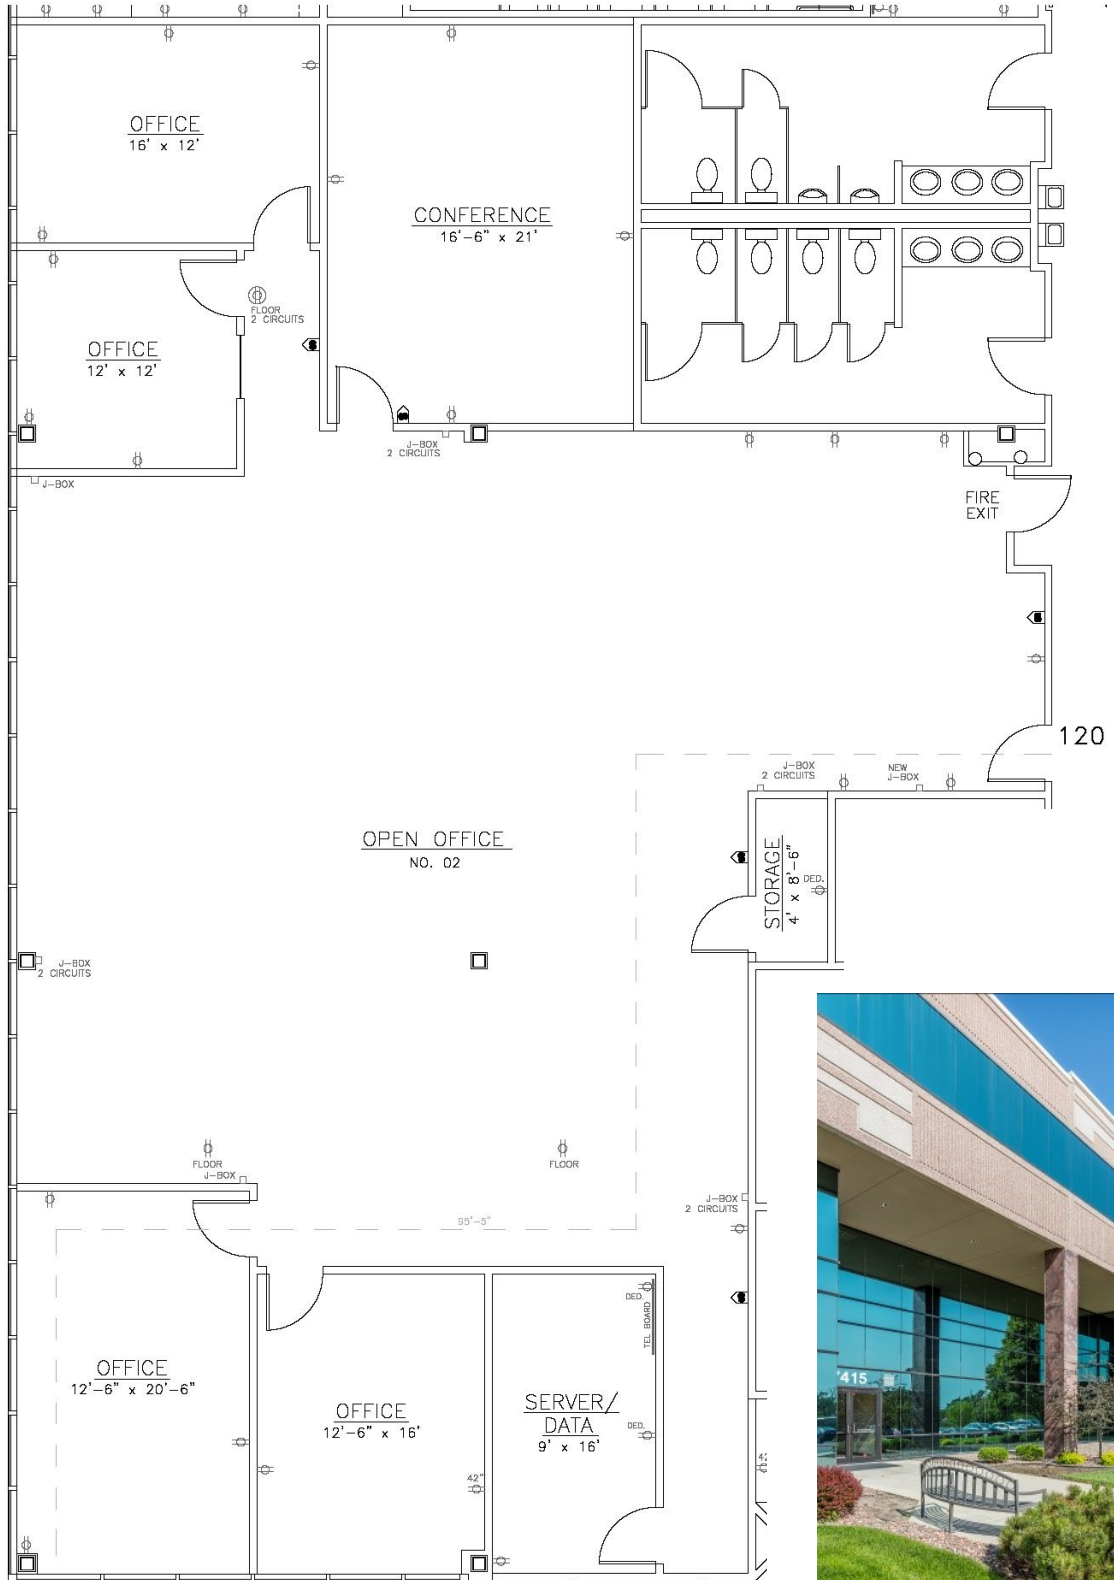 OFFICE
16' x 12'
CONFERENCE
16'-6" x 21'
FLOOR
2 CIRCUITS
OFFICE
12' x 12'
J-BOX
2 CIRCUITS
J-BOX
FIRE
EXIT
120
J-BOX
2 CIRCUITS
NEW
J-BOX
OPEN OFFICE
NO. 02
STORAGE
4' x 8'-6"
DED.
J-BOX
2 CIRCUITS
FLOOR
J-BOX
FLOOR
J-BOX
2 CIRCUITS
95'-5"
DED.
TEL BOARD
OFFICE
12'-6" x 20'-6"
OFFICE
12'-6" x 16'
SERVER/
DATA
9' x 16'
DED.
42"
42
415